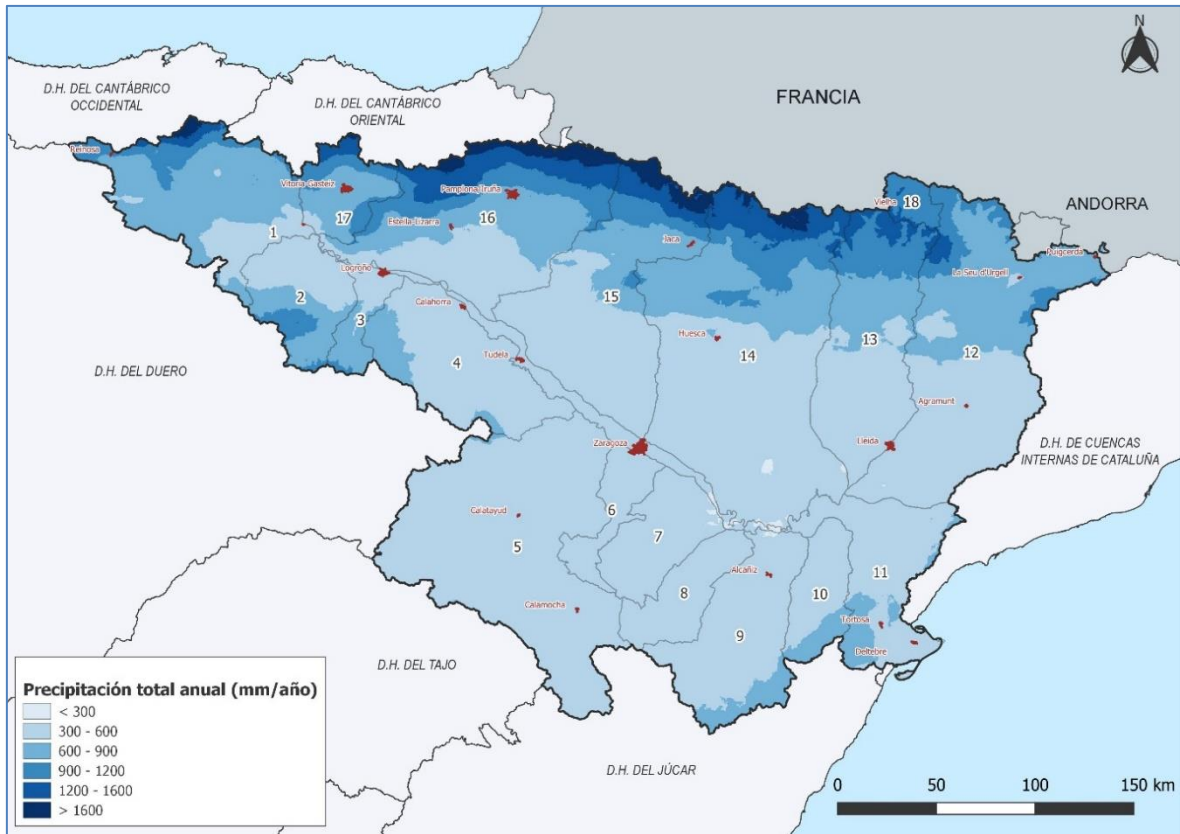 N
D.H. DEL CANTÁBRICO
OCCIDENTAL
D.H. DEL CANTÁBRICO
ORIENTAL
FRANCIA
Reinosa
Vitoria-Gasteiz
Pamplona/Iruña
Vielha
18
ANDORRA
17
Estella-Lizarra
16
1
Jaca
Puigcerda
La Seu d'Urgell
Logroño
2
3
Calahorra
15
Huesca
14
13
12
Tudela
4
D.H. DEL DUERO
Agramunt
Zaragoza
Lleida
D.H. DE CUENCAS
INTERNAS DE CATALUÑA
Calatayud
6
5
7
Alcañiz
11
8
10
Calamocha
9
Tortosa
Deltebre
D.H. DEL TAJO
D.H. DEL JÚCAR
Precipitación total anual (mm/año)
< 300
300 - 600
600 - 900
900 - 1200
1200 - 1600
> 1600
0 50 100 150 km